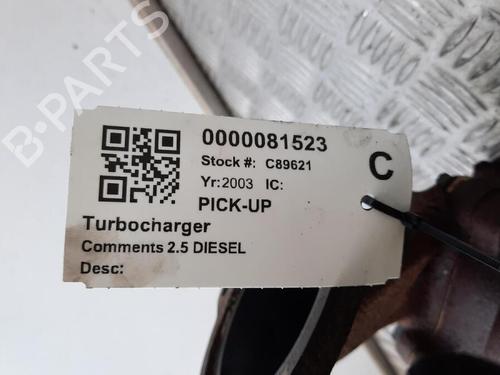 B-PARTS
0000081523
Stock #: C89621
C
Yr:2003 IC:
PICK-UP
Turbocharger
Comments 2.5 DIESEL
Desc: